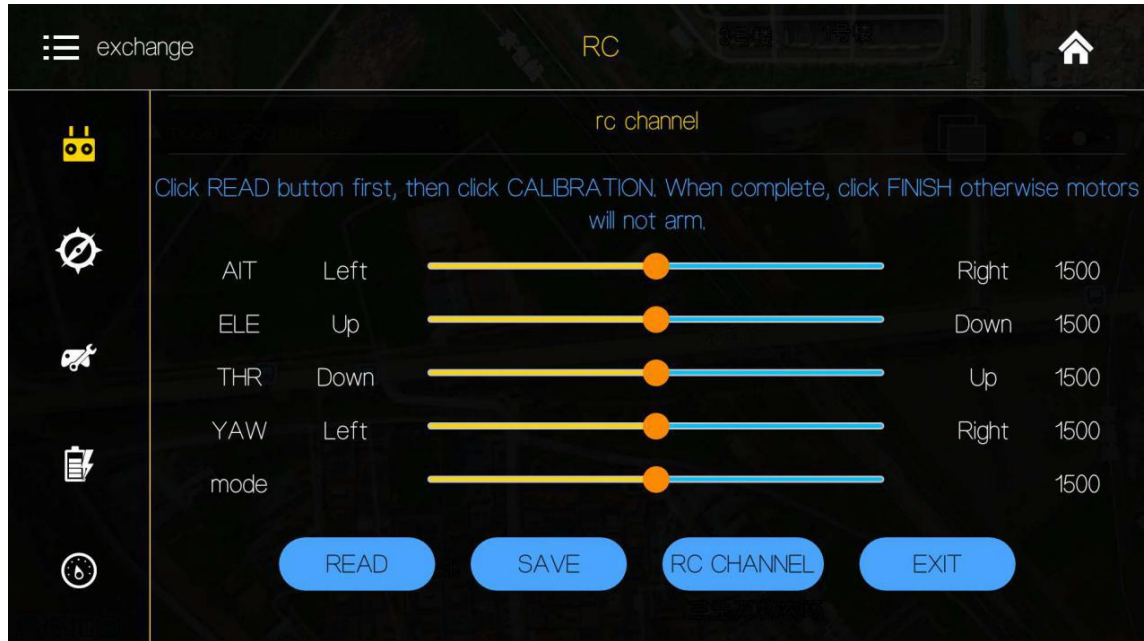 exchange
RC
rc channel
Click READ button first, then click CALIBRATION. When complete, click FINISH otherwise motors
will not arm.
AIT Left Right 1500
ELE Up Down 1500
THR Down Up 1500
YAW Left Right 1500
mode 1500
READ SAVE RC CHANNEL EXIT